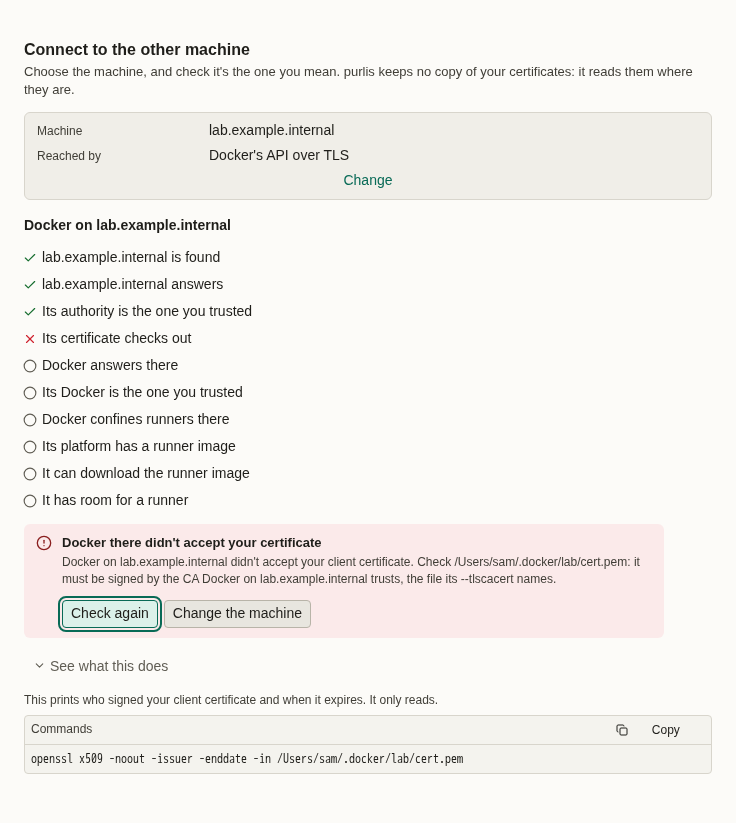 Connect to the other machine
Choose the machine, and check it's the one you mean. purlis keeps no copy of your certificates: it reads them where
they are.
Machine lab.example.internal
Reached by Docker's API over TLS
Change
Docker on lab.example.internal
lab.example.internal is found
lab.example.internal answers
Its authority is the one you trusted
Its certificate checks out
Docker answers there
Its Docker is the one you trusted
Docker confines runners there
Its platform has a runner image
It can download the runner image
It has room for a runner
Docker there didn't accept your certificate
Docker on lab.example.internal didn't accept your client certificate. Check /Users/sam/.docker/lab/cert.pem: it
must be signed by the CA Docker on lab.example.internal trusts, the file its --tlscacert names.
Check again Change the machine
See what this does
This prints who signed your client certificate and when it expires. It only reads.
Commands Copy
openssl x509 -noout -issuer -enddate -in /Users/sam/.docker/lab/cert.pem